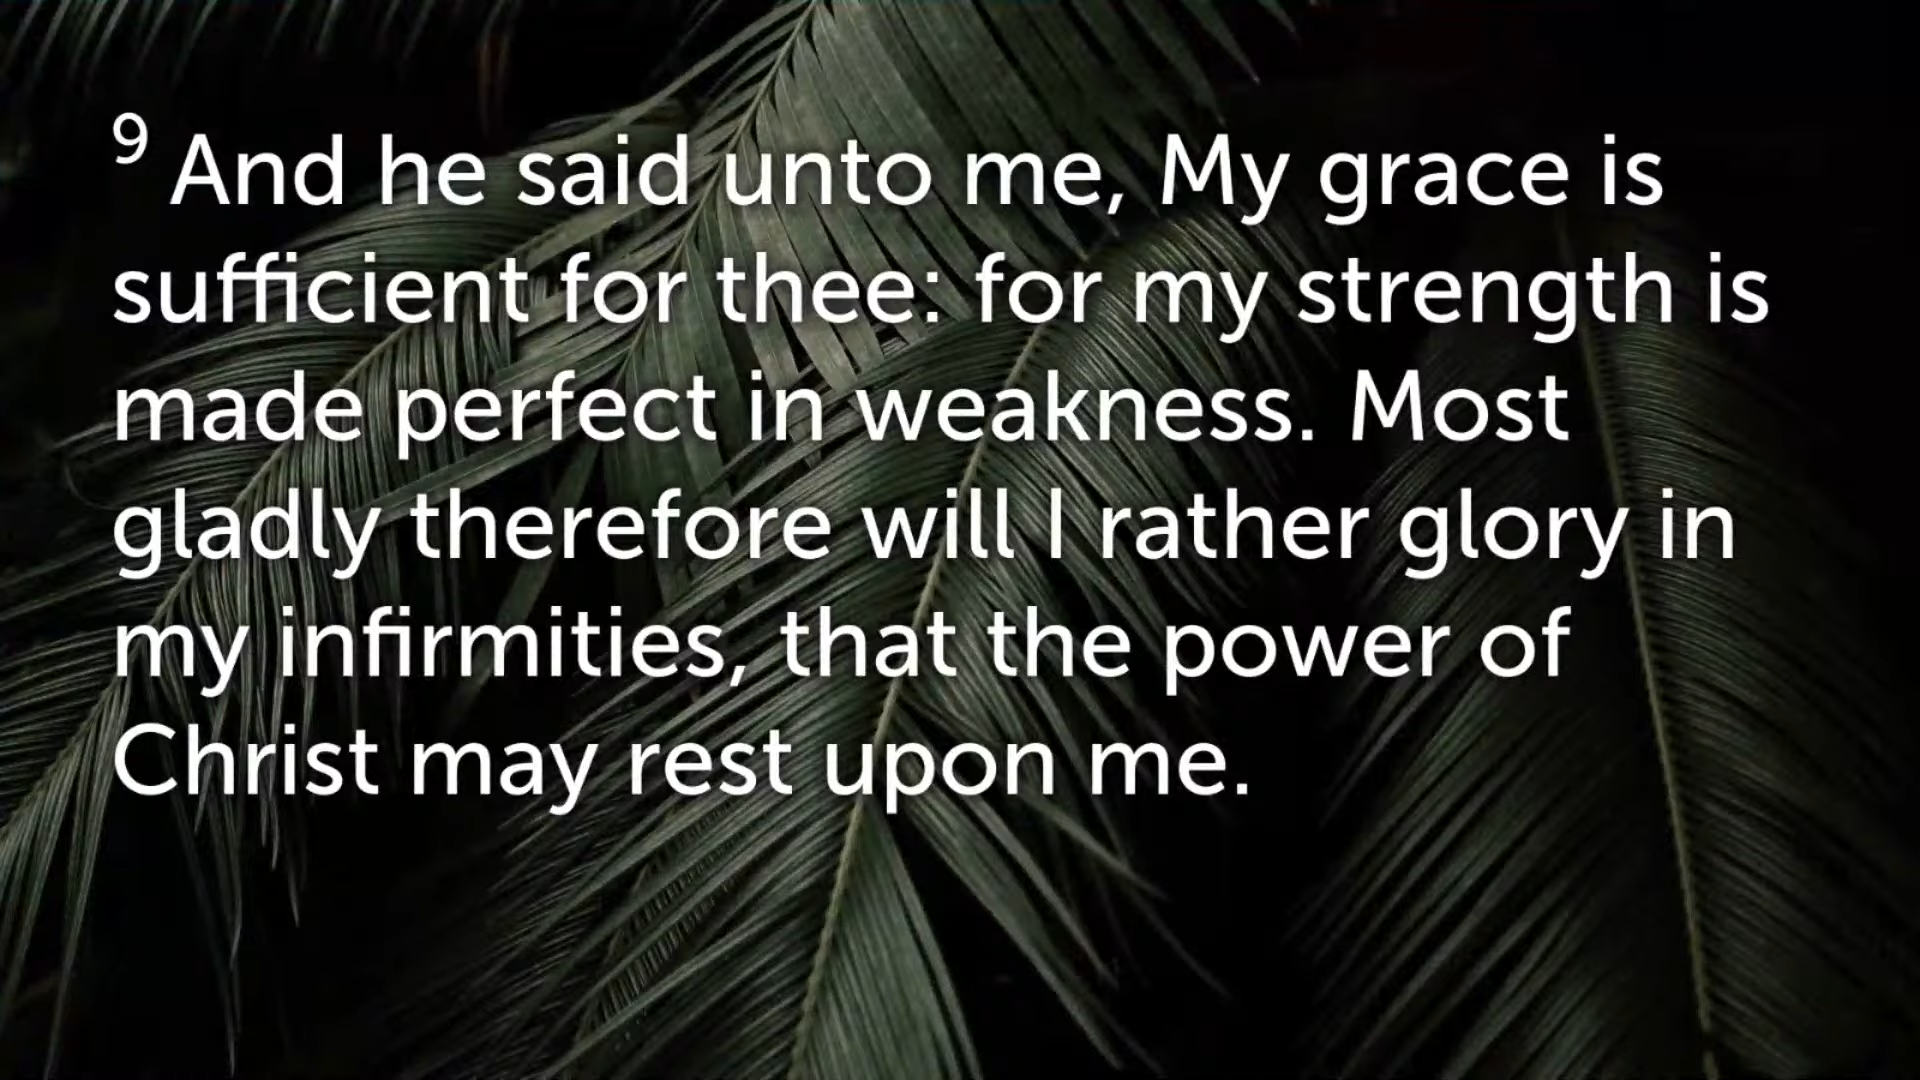 9 And he said unto me, My grace is
sufficient for thee: for my strength is
made perfect in weakness. Most
gladly therefore will I rather glory in
my infirmities, that the power of
Christ may rest upon me.